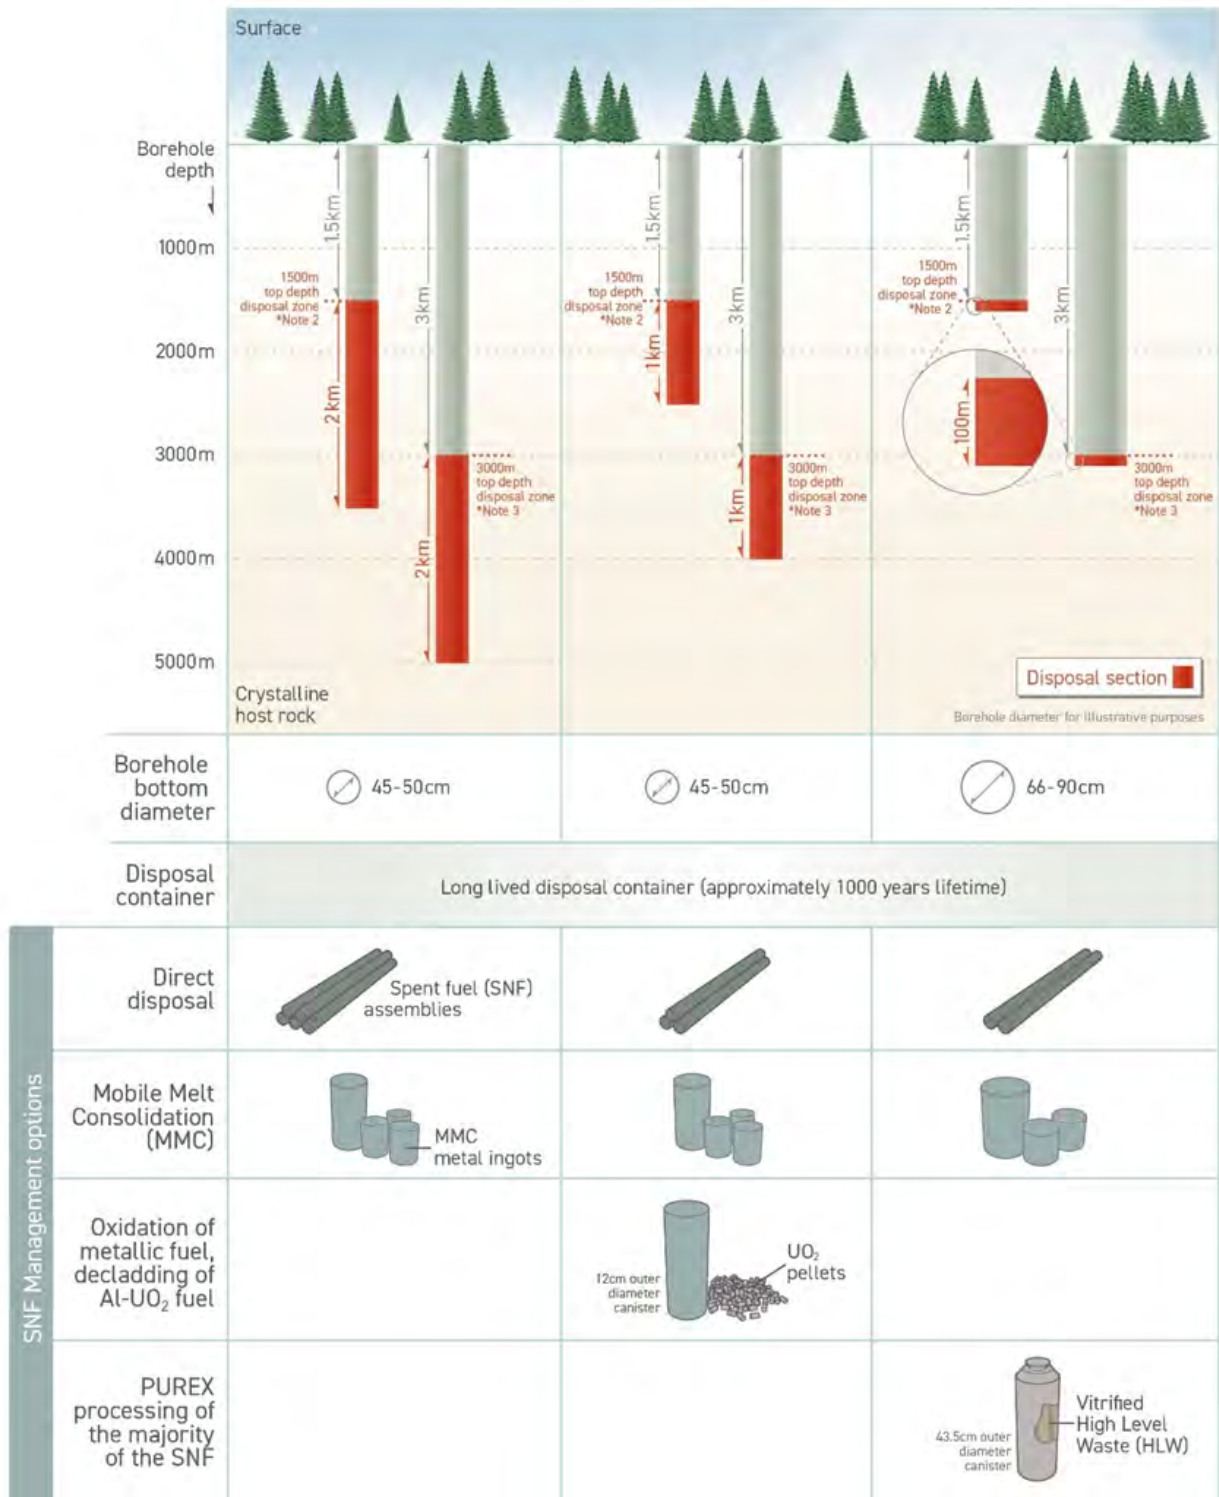 Surface
Borehole
depth
1000m
2000m
3000m
4000m
5000m
1.5km
3km
1500m
top depth
disposal zone
*Note 2
2km
2km
3000m
top depth
disposal zone
*Note 3
1.5km
3km
1500m
top depth
disposal zone
*Note 2
1km
1km
3000m
top depth
disposal zone
*Note 3
1.5km
3km
1500m
top depth
disposal zone
*Note 2
100m
3000m
top depth
disposal zone
*Note 3
Crystalline
host rock
Disposal section
Borehole diameter for illustrative purposes
Borehole
bottom
diameter
45-50cm
45-50cm
66-90cm
Disposal
container
Long lived disposal container (approximately 1000 years lifetime)
SNF Management options
Direct
disposal
Spent fuel (SNF)
assemblies
Mobile Melt
Consolidation
(MMC)
MMC
metal ingots
Oxidation of
metallic fuel,
decladding of
Al-UO₂ fuel
12cm outer
diameter
canister
UO₂
pellets
PUREX
processing of
the majority
of the SNF
43.5cm outer
diameter
canister
Vitrified
High Level
Waste (HLW)